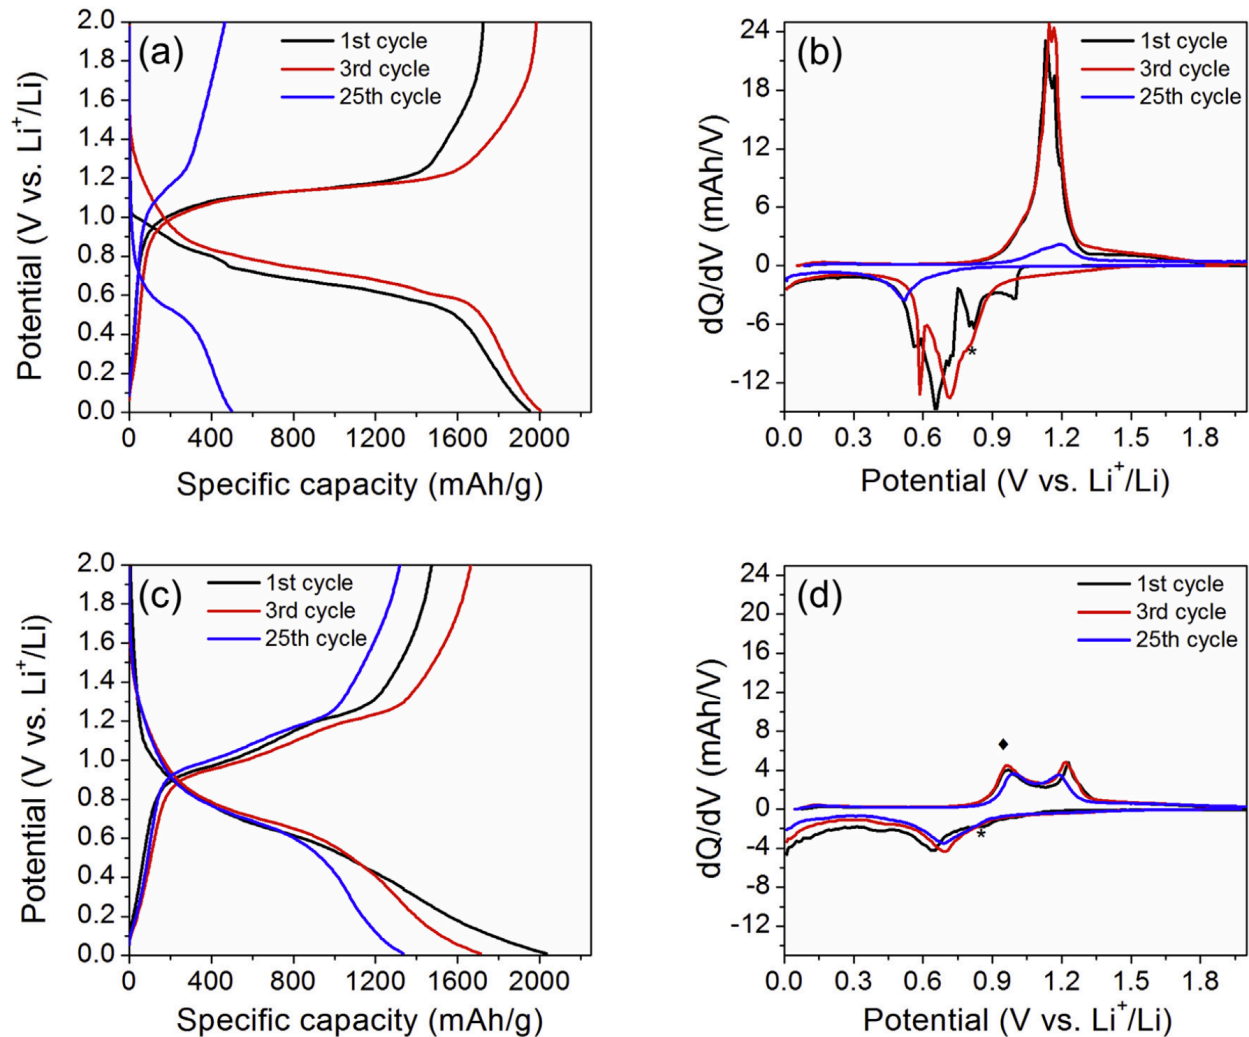 (a)
1st cycle
3rd cycle
25th cycle
Potential (V vs. Li⁺/Li)
2.0
1.8
1.6
1.4
1.2
1.0
0.8
0.6
0.4
0.2
0.0
0 400 800 1200 1600 2000
Specific capacity (mAh/g)
(b)
1st cycle
3rd cycle
25th cycle
dQ/dV (mAh/V)
24
18
12
6
0
-6
-12
*
0.0 0.3 0.6 0.9 1.2 1.5 1.8
Potential (V vs. Li⁺/Li)
(c)
1st cycle
3rd cycle
25th cycle
Potential (V vs. Li⁺/Li)
2.0
1.8
1.6
1.4
1.2
1.0
0.8
0.6
0.4
0.2
0.0
0 400 800 1200 1600 2000
Specific capacity (mAh/g)
(d)
1st cycle
3rd cycle
25th cycle
dQ/dV (mAh/V)
24
20
16
12
8
4
0
-4
-8
-12
♦
*
0.0 0.3 0.6 0.9 1.2 1.5 1.8
Potential (V vs. Li⁺/Li)